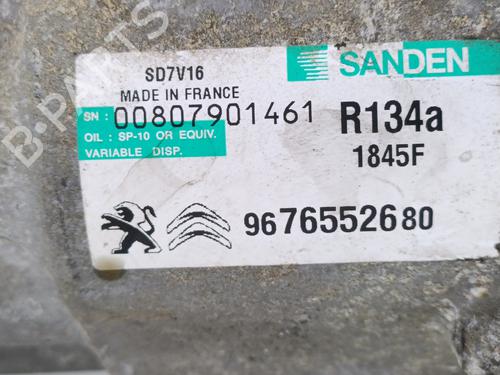 B-PARTS
SANDEN
SD7V16
MADE IN FRANCE
SN : 00807901461
R134a
OIL : SP-10 OR EQUIV.
VARIABLE DISP.
1845F
9676552680